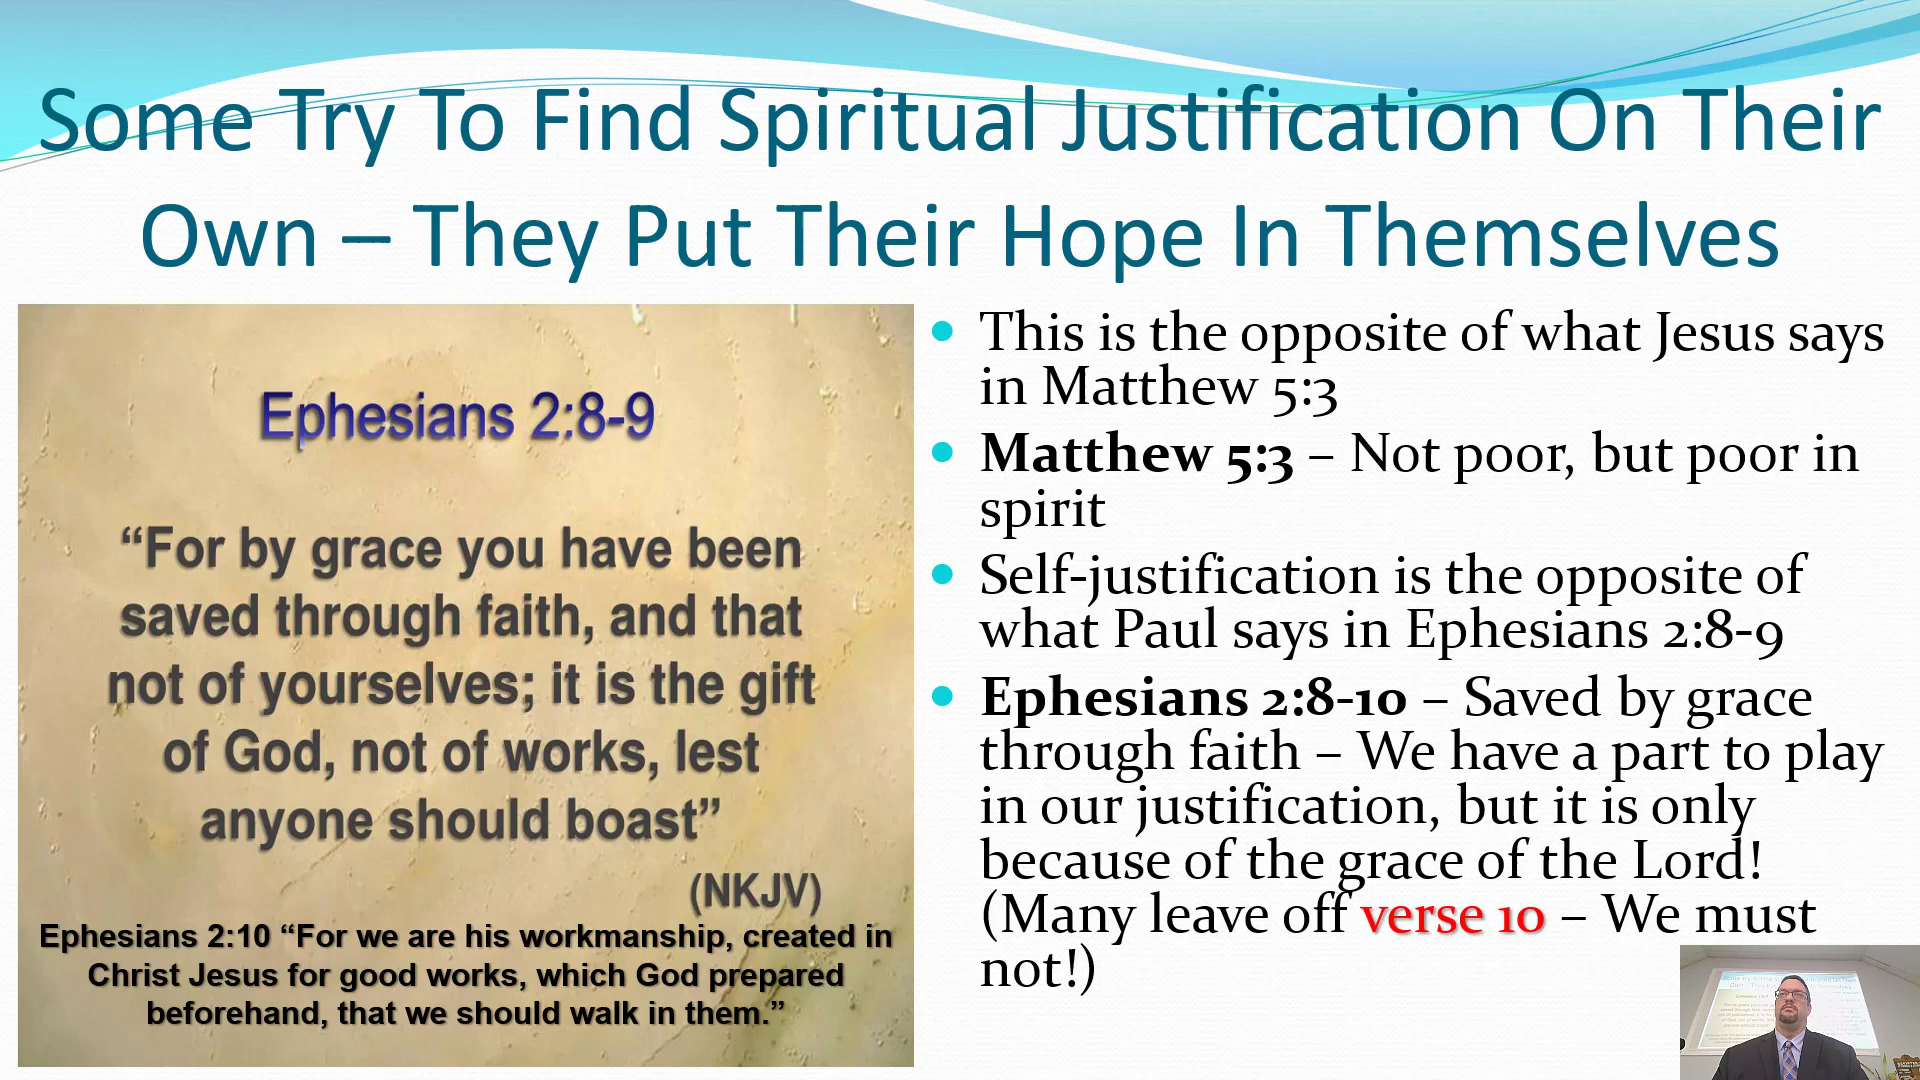 Some Try To Find Spiritual Justification On Their
Own – They Put Their Hope In Themselves
Ephesians 2:8-9
“For by grace you have been
saved through faith, and that
not of yourselves; it is the gift
of God, not of works, lest
anyone should boast”
(NKJV)
Ephesians 2:10 “For we are his workmanship, created in
Christ Jesus for good works, which God prepared
beforehand, that we should walk in them.”
• This is the opposite of what Jesus says
in Matthew 5:3
• Matthew 5:3 – Not poor, but poor in
spirit
• Self-justification is the opposite of
what Paul says in Ephesians 2:8-9
• Ephesians 2:8-10 – Saved by grace
through faith – We have a part to play
in our justification, but it is only
because of the grace of the Lord!
(Many leave off verse 10 – We must
not!)